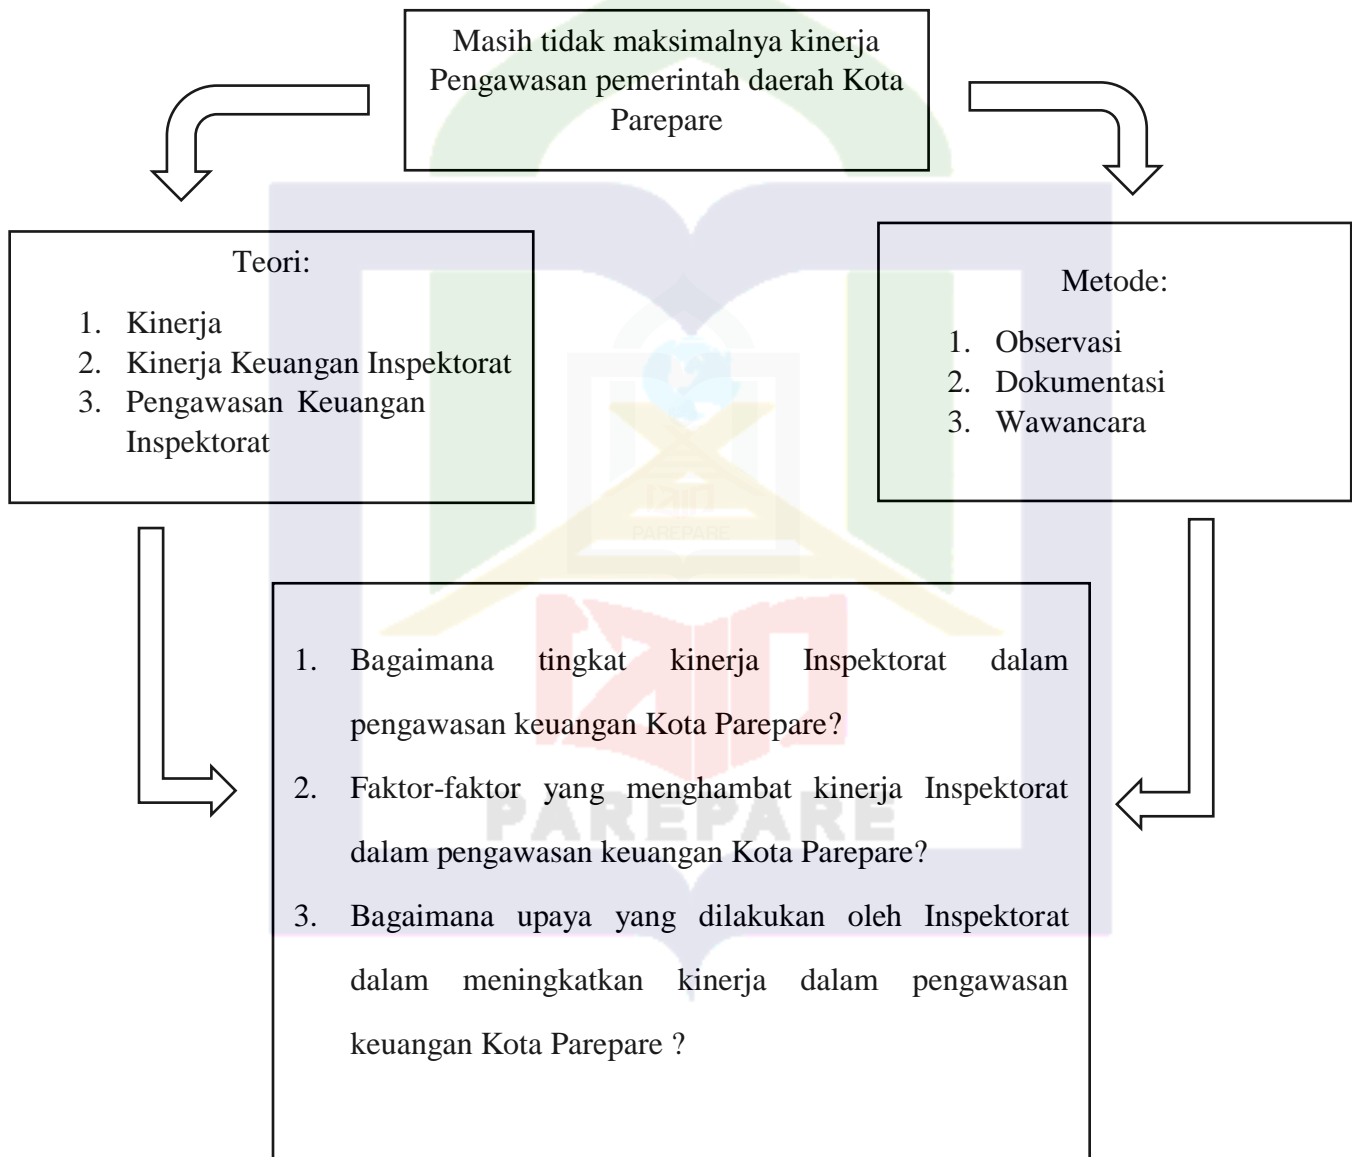 Masih tidak maksimalnya kinerja
Pengawasan pemerintah daerah Kota
Parepare
Teori:
1. Kinerja
2. Kinerja Keuangan Inspektorat
3. Pengawasan Keuangan
Inspektorat
Metode:
1. Observasi
2. Dokumentasi
3. Wawancara
PAREPARE
1. Bagaimana tingkat kinerja Inspektorat dalam
pengawasan keuangan Kota Parepare?
2. Faktor-faktor yang menghambat kinerja Inspektorat
dalam pengawasan keuangan Kota Parepare?
3. Bagaimana upaya yang dilakukan oleh Inspektorat
dalam meningkatkan kinerja dalam pengawasan
keuangan Kota Parepare ?
PAREPARE